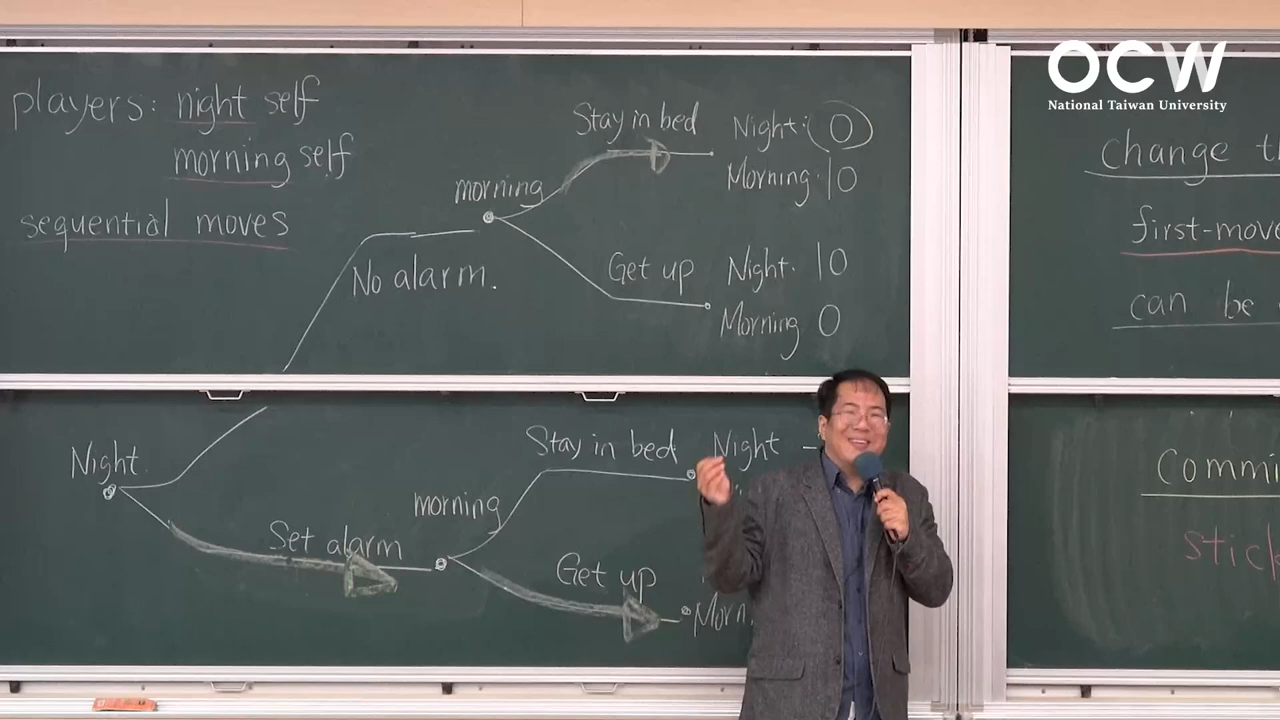 OCW
National Taiwan University
players: night self
morning self
sequential moves
Stay in bed
Night: 0
Morning 10
morning
No alarm.
Get up
Night. 10
Morning 0
change
first-move
can be
Night
Set alarm
morning
Stay in bed
Night -
Get up
Morn.
Commi
stick